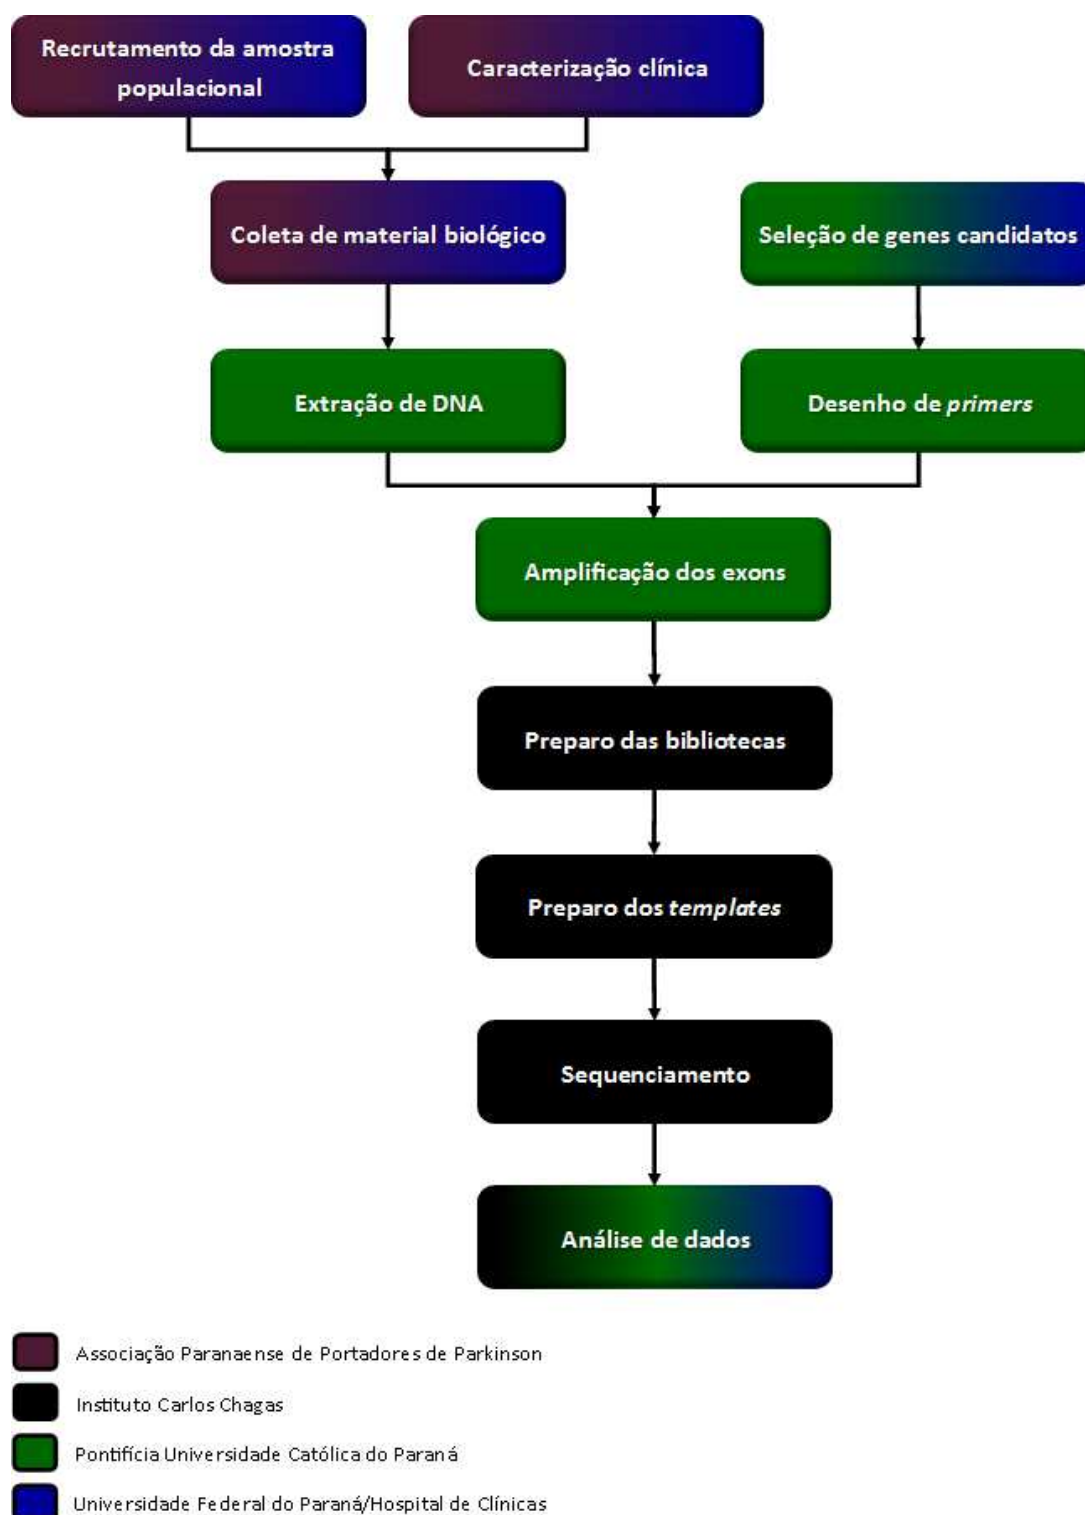 Recrutamento da amostra
populacional
Caracterização clínica
Coleta de material biológico
Seleção de genes candidatos
Extração de DNA
Desenho de primers
Amplificação dos exons
Preparo das bibliotecas
Preparo dos templates
Sequenciamento
Análise de dados
Associação Paranaense de Portadores de Parkinson
Instituto Carlos Chagas
Pontifícia Universidade Católica do Paraná
Universidade Federal do Paraná/Hospital de Clínicas